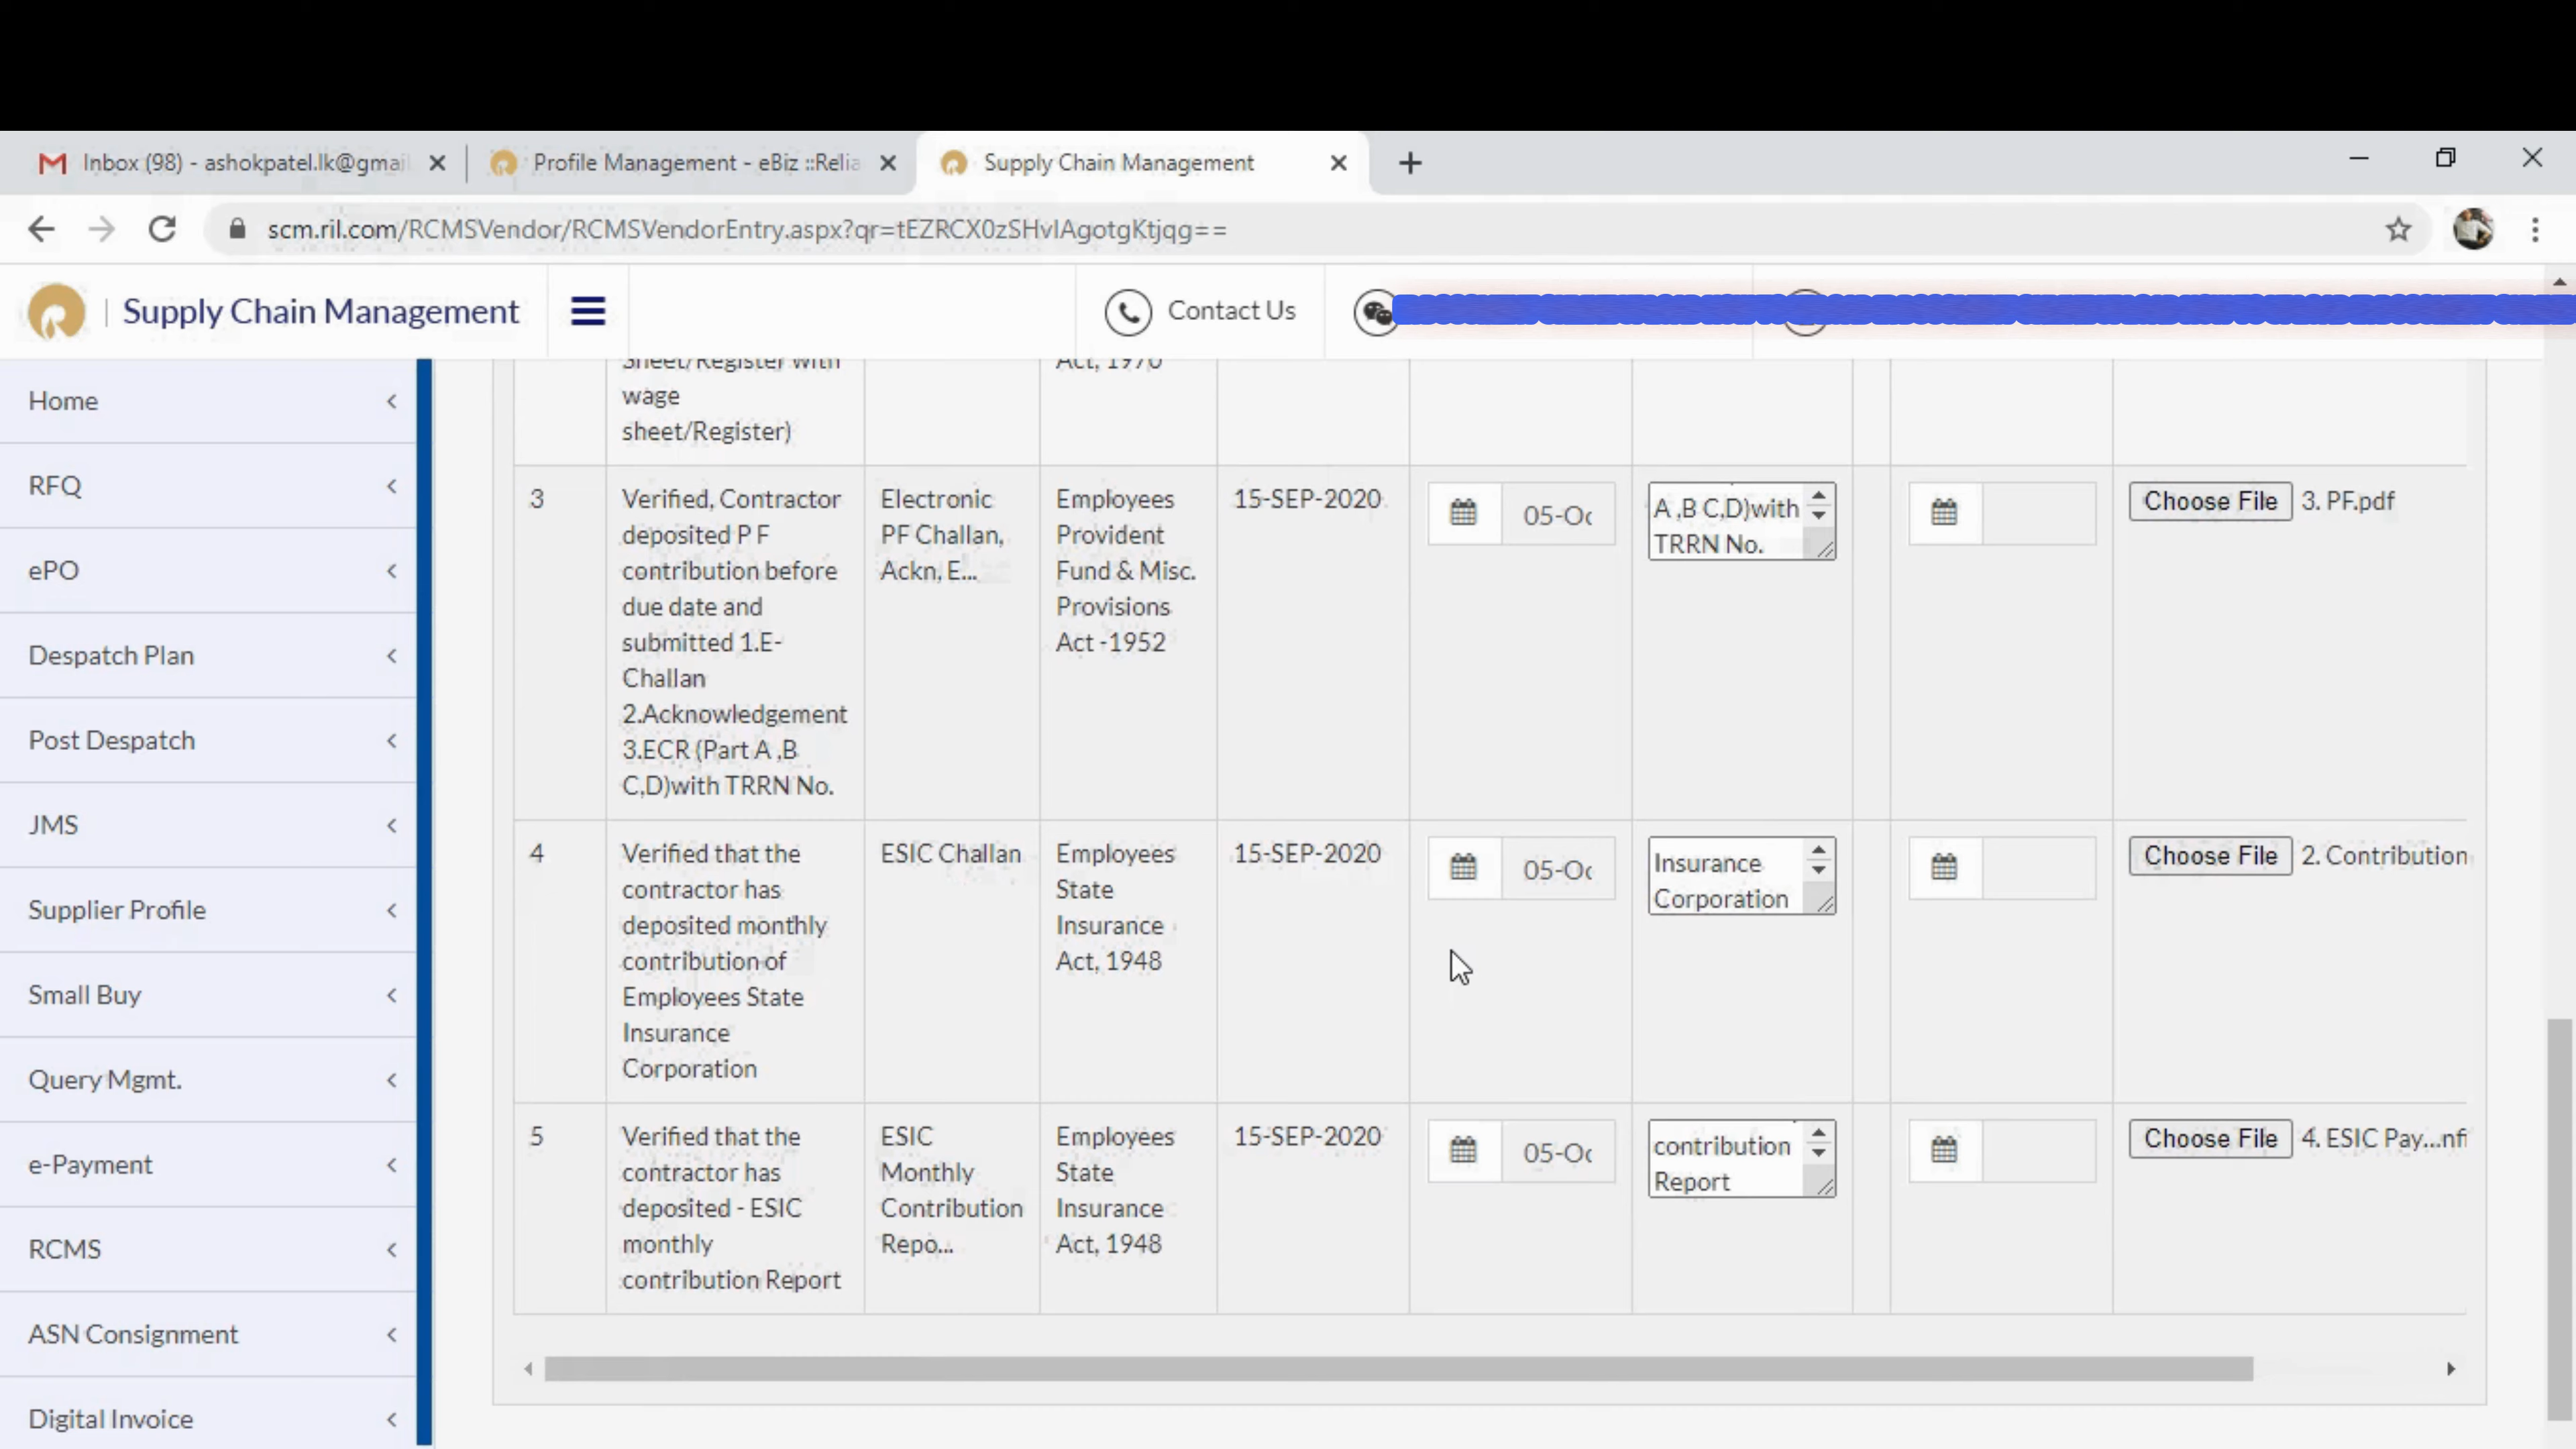 Inbox (98) - ashokpatel.lk@gmai
Profile Management - eBiz ::Relia
Supply Chain Management
scm.ril.com/RCMSVendor/RCMSVendorEntry.aspx?qr=tEZRCX0zSHvIAgotgKtjqg==
Supply Chain Management
Contact Us
Home
RFQ
ePO
Despatch Plan
Post Despatch
JMS
Supplier Profile
Small Buy
Query Mgmt.
e-Payment
RCMS
ASN Consignment
Digital Invoice
Sheet/Register with
wage
sheet/Register)
Act, 1970
3
Verified, Contractor
deposited P F
contribution before
due date and
submitted 1.E-
Challan
2.Acknowledgement
3.ECR (Part A ,B
C,D)with TRRN No.
Electronic
PF Challan,
Ackn, E...
Employees
Provident
Fund & Misc.
Provisions
Act -1952
15-SEP-2020
05-Oc
A ,B C,D)with
TRRN No.
Choose File 3. PF.pdf
4
Verified that the
contractor has
deposited monthly
contribution of
Employees State
Insurance
Corporation
ESIC Challan
Employees
State
Insurance
Act, 1948
15-SEP-2020
05-Oc
Insurance
Corporation
Choose File 2. Contribution
5
Verified that the
contractor has
deposited - ESIC
monthly
contribution Report
ESIC
Monthly
Contribution
Repo...
Employees
State
Insurance
Act, 1948
15-SEP-2020
05-Oc
contribution
Report
Choose File 4. ESIC Pay...nfi